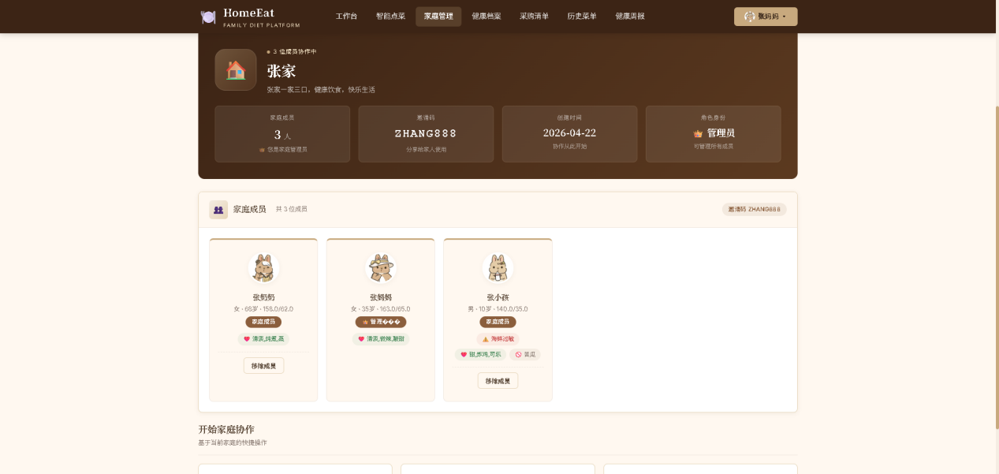 HomeEat
FAMILY DIET PLATFORM
工作台 智能点菜 家庭管理 健康档案 采购清单 历史菜单 健康周报
张妈妈
3 位成员协作中
张家
张家一家三口，健康饮食，快乐生活
家庭成员
3 人
您是家庭管理员
邀请码
ZHANG888
分享给家人使用
创建时间
2026-04-22
协作从此开始
角色身份
管理员
可管理所有成员
家庭成员 共 3 位成员
邀请码 ZHANG888
张奶奶
女 · 68岁 · 158.0/62.0
家庭成员
清淡,炖煮,蒸
移除成员
张妈妈
女 · 35岁 · 163.0/65.0
管理���
清淡,微辣,酸甜
张小孩
男 · 10岁 · 140.0/35.0
家庭成员
海鲜过敏
甜,炸鸡,可乐 苦瓜
移除成员
开始家庭协作
基于当前家庭的快捷操作